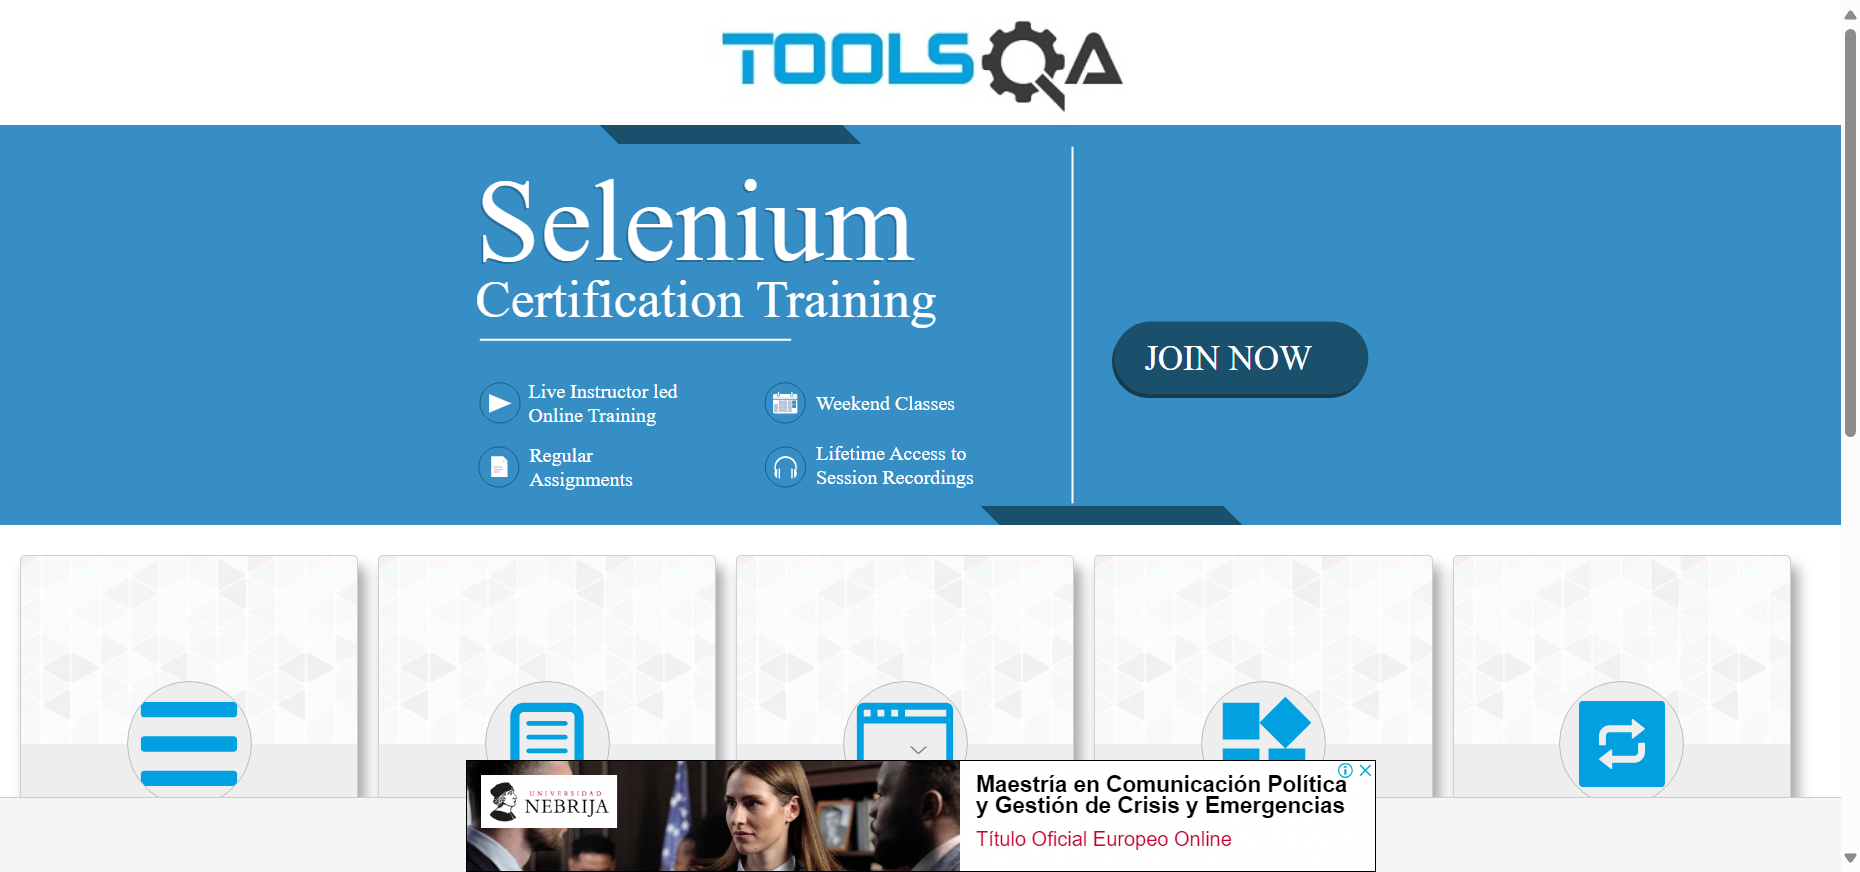 TOOLSQA
Selenium
Certification Training
JOIN NOW
Live Instructor led
Online Training
Weekend Classes
Regular
Assignments
Lifetime Access to
Session Recordings
UNIVERSIDAD
NEBRIJA
Maestría en Comunicación Política
y Gestión de Crisis y Emergencias
Título Oficial Europeo Online